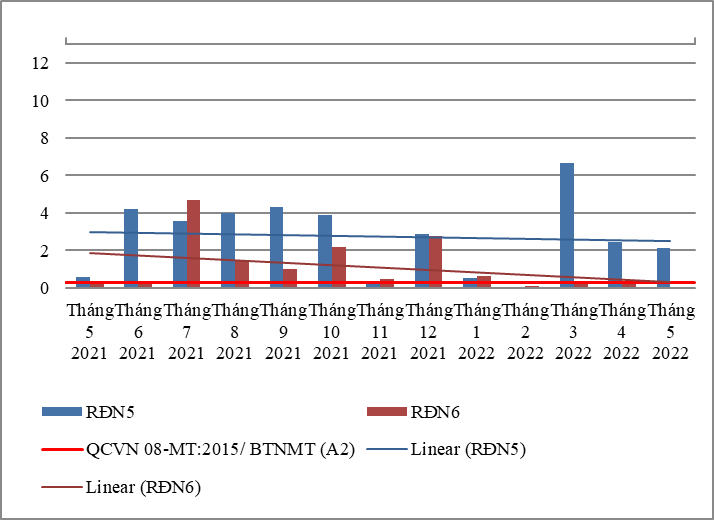 12
10
8
6
4
2
0
Tháng Tháng Tháng Tháng Tháng Tháng Tháng Tháng Tháng Tháng Tháng Tháng Tháng
5 6 7 8 9 10 11 12 1 2 3 4 5
2021 2021 2021 2021 2021 2021 2021 2021 2022 2022 2022 2022 2022
RĐN5 RĐN6
QCVN 08-MT:2015/ BTNMT (A2) Linear (RĐN5)
Linear (RĐN6)